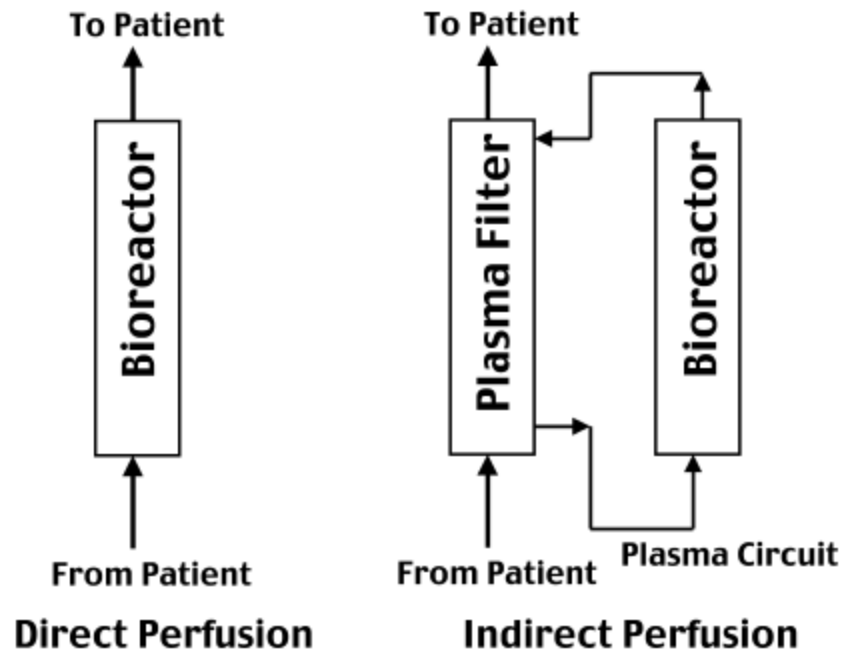 To Patient
To Patient
Bioreactor
Plasma Filter
Bioreactor
From Patient
From Patient
Plasma Circuit
Direct Perfusion
Indirect Perfusion